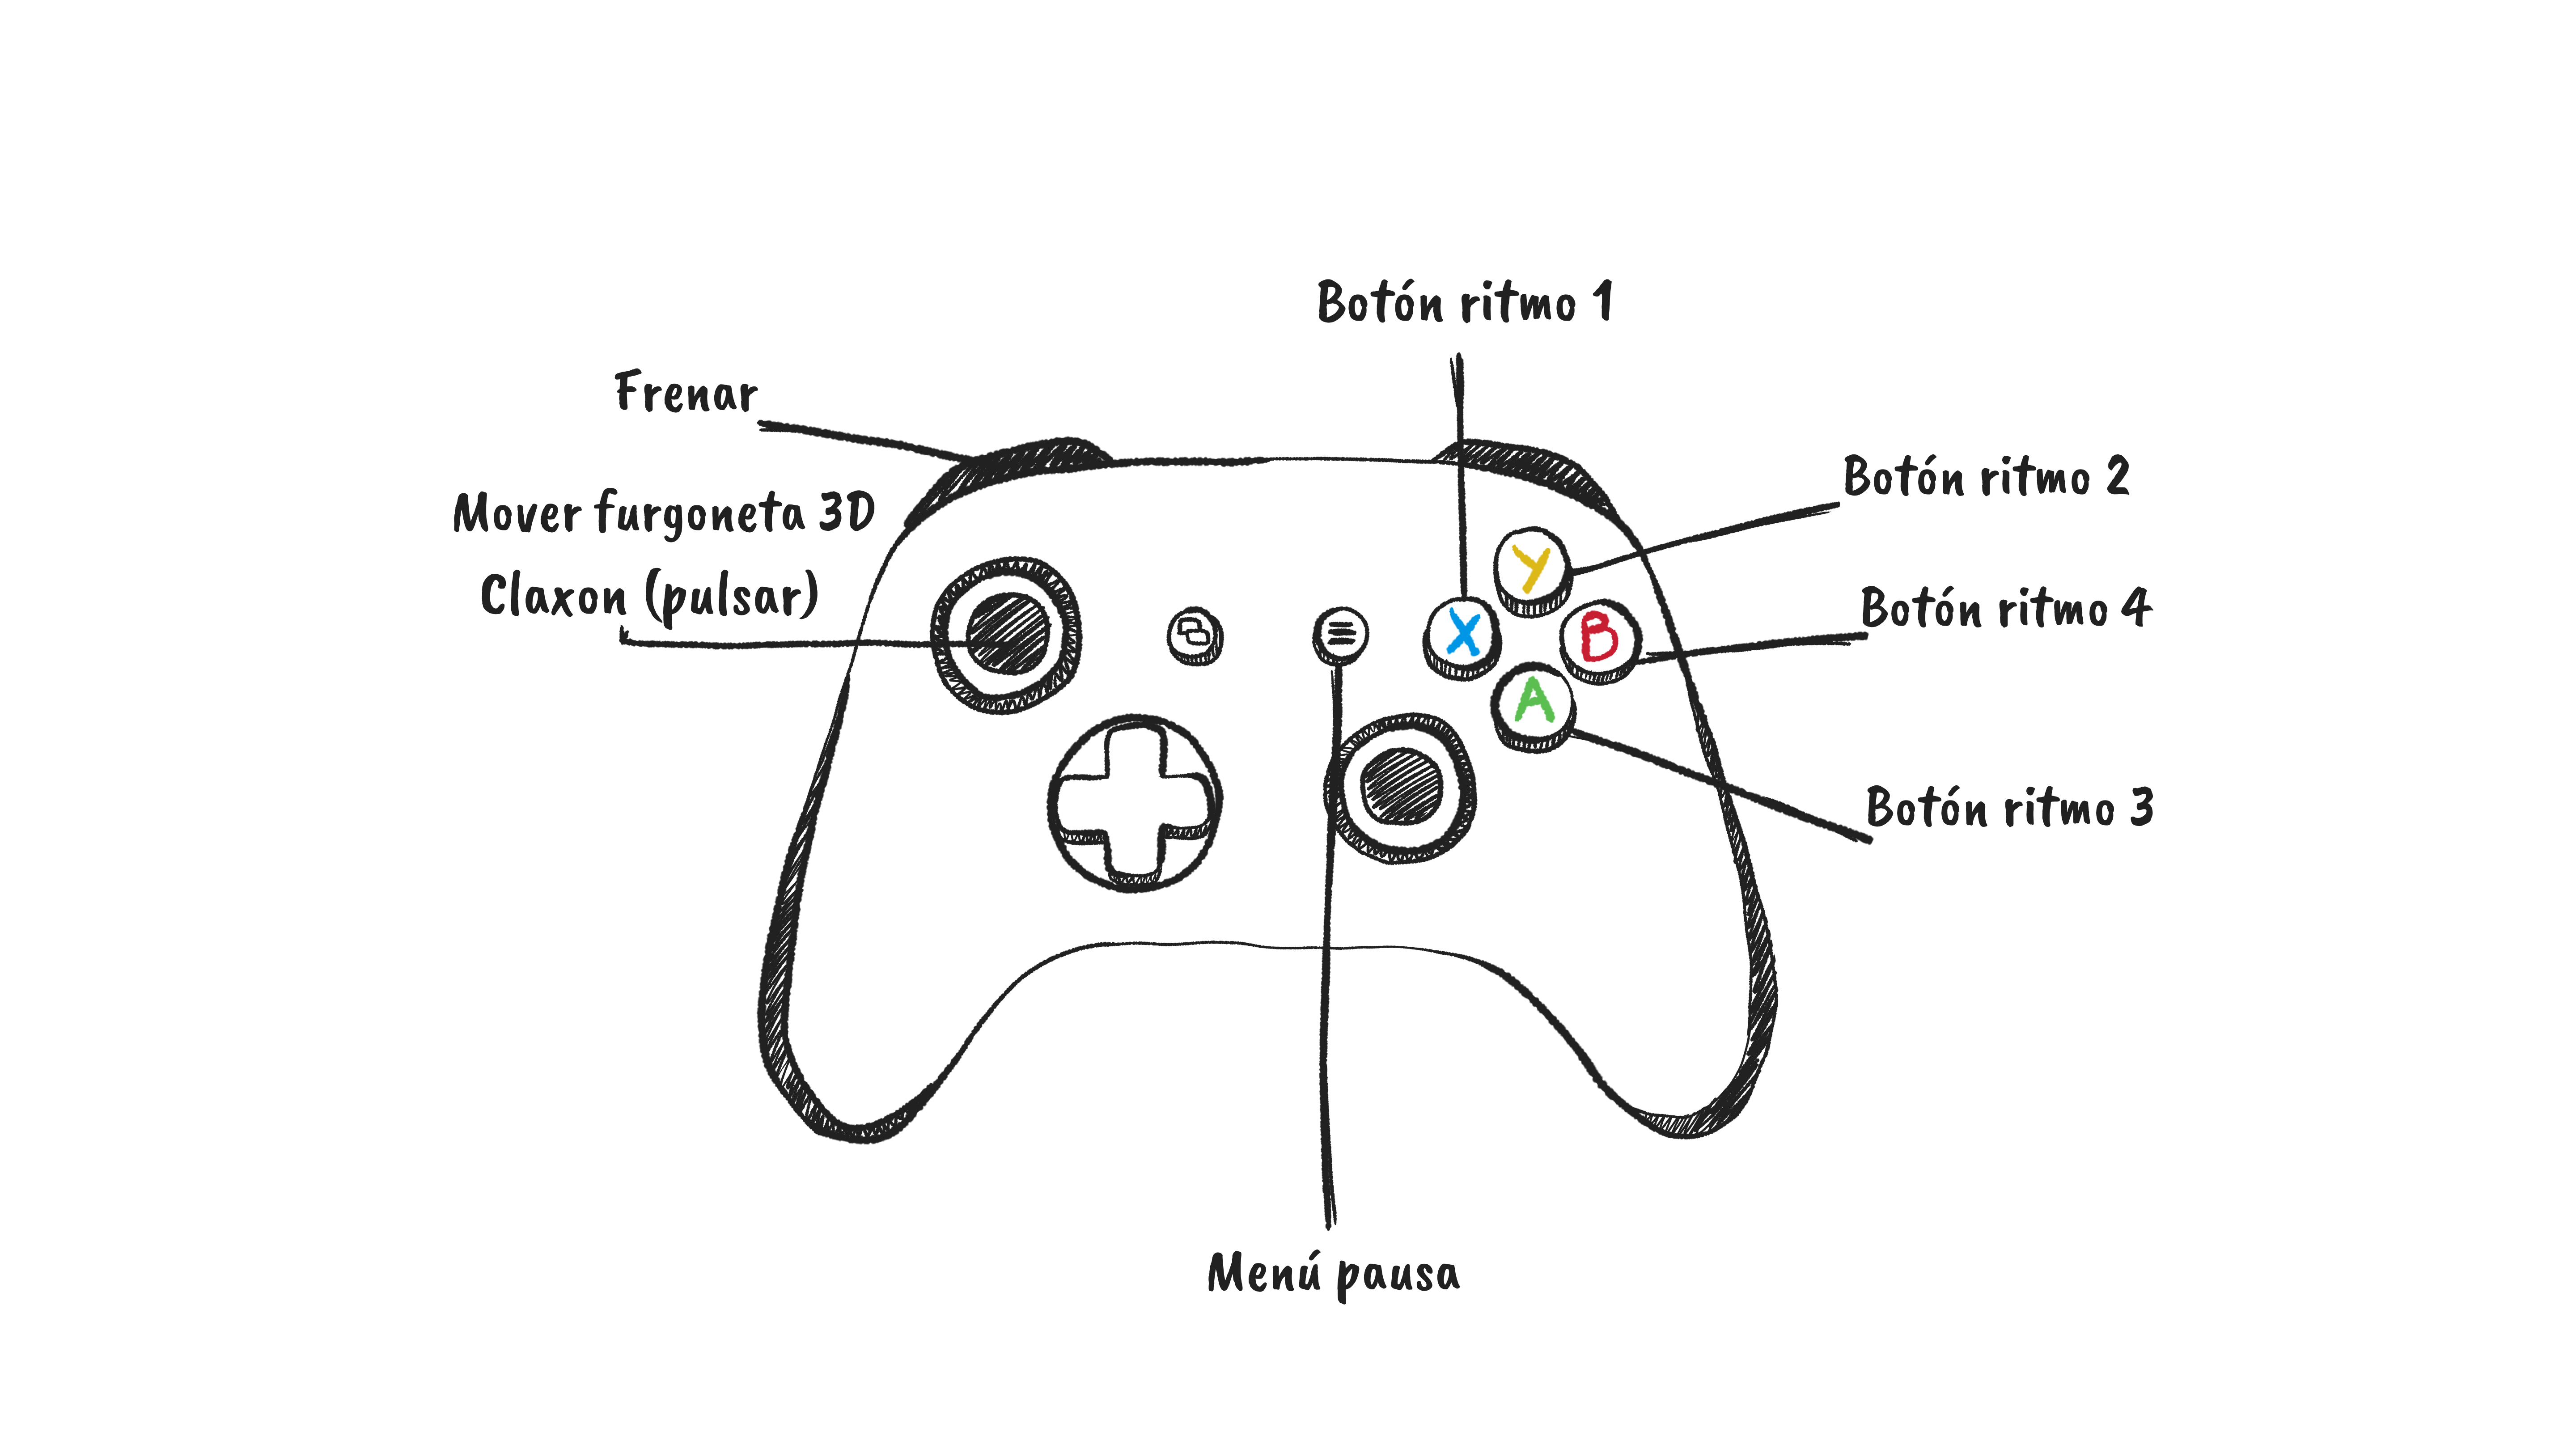 Botón ritmo 1
Frenar
Botón ritmo 2
Mover furgoneta 3D
Claxon (pulsar)
Y
Botón ritmo 4
X
B
A
Botón ritmo 3
Menú pausa